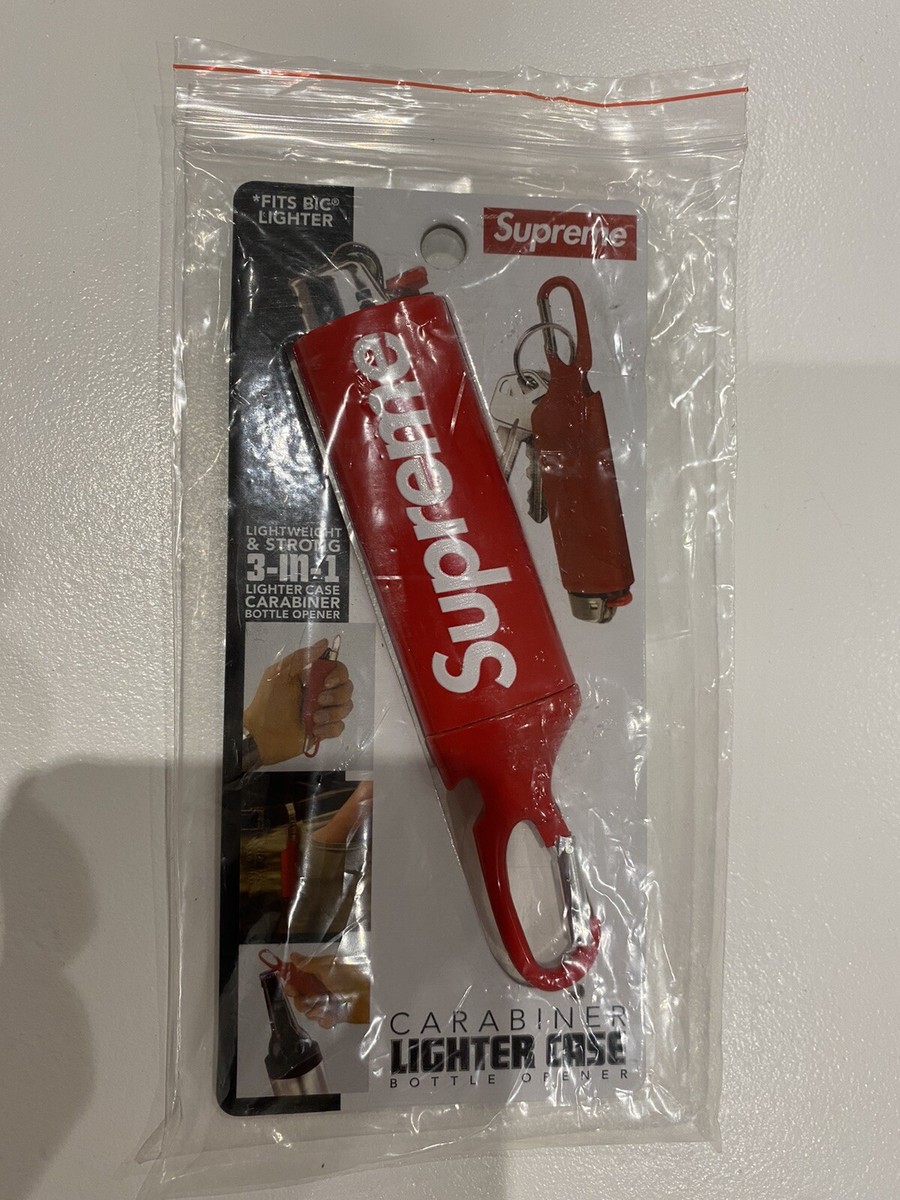 *FITS BIC®
LIGHTER
Supreme
Supreme
LIGHTWEIGHT
& STRONG
3-IN-1
LIGHTER CASE
CARABINER
BOTTLE OPENER
CARABINER
LIGHTER CASE
BOTTLE OPENER